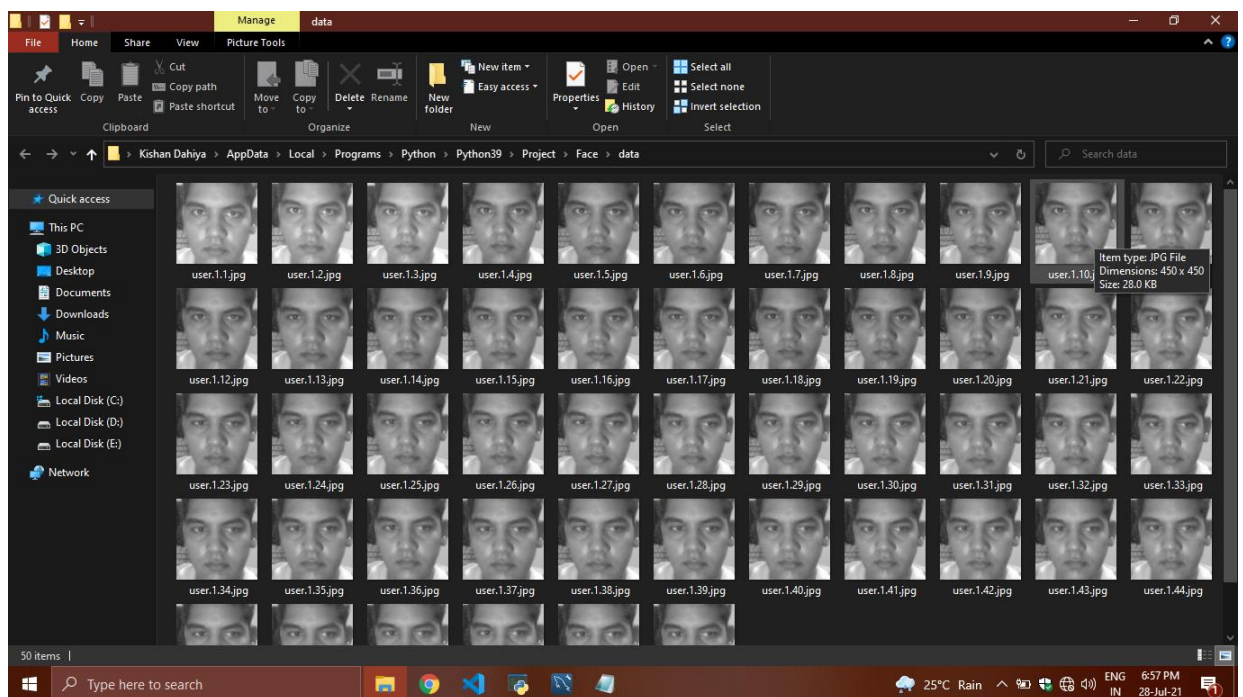 Manage data
File Home Share View Picture Tools
Pin to Quick access
Copy
Paste
Cut
Copy path
Paste shortcut
Move to
Copy to
Delete
Rename
New folder
New item
Easy access
Properties
Open
Edit
History
Select all
Select none
Invert selection
Clipboard Organize New Open Select
Kishan Dahiya > AppData > Local > Programs > Python > Python39 > Project > Face > data
Search data
Quick access
This PC
3D Objects
Desktop
Documents
Downloads
Music
Pictures
Videos
Local Disk (C:)
Local Disk (D:)
Local Disk (E:)
Network
user.1.1.jpg user.1.2.jpg user.1.3.jpg user.1.4.jpg user.1.5.jpg user.1.6.jpg user.1.7.jpg user.1.8.jpg user.1.9.jpg user.1.10.j
Item type: JPG File
Dimensions: 450 x 450
Size: 28.0 KB
user.1.12.jpg user.1.13.jpg user.1.14.jpg user.1.15.jpg user.1.16.jpg user.1.17.jpg user.1.18.jpg user.1.19.jpg user.1.20.jpg user.1.21.jpg user.1.22.jpg
user.1.23.jpg user.1.24.jpg user.1.25.jpg user.1.26.jpg user.1.27.jpg user.1.28.jpg user.1.29.jpg user.1.30.jpg user.1.31.jpg user.1.32.jpg user.1.33.jpg
user.1.34.jpg user.1.35.jpg user.1.36.jpg user.1.37.jpg user.1.38.jpg user.1.39.jpg user.1.40.jpg user.1.41.jpg user.1.42.jpg user.1.43.jpg user.1.44.jpg
50 items
Type here to search
25°C Rain
ENG
IN
6:57 PM
28-Jul-21